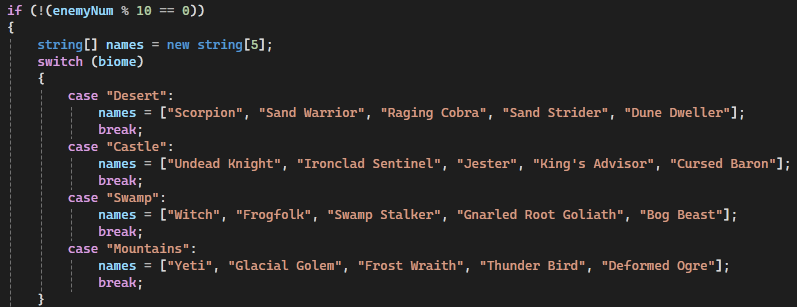 if (!(enemyNum % 10 == 0))
{
string[] names = new string[5];
switch (biome)
{
case "Desert":
names = ["Scorpion", "Sand Warrior", "Raging Cobra", "Sand Strider", "Dune Dweller"];
break;
case "Castle":
names = ["Undead Knight", "Ironclad Sentinel", "Jester", "King's Advisor", "Cursed Baron"];
break;
case "Swamp":
names = ["Witch", "Frogfolk", "Swamp Stalker", "Gnarled Root Goliath", "Bog Beast"];
break;
case "Mountains":
names = ["Yeti", "Glacial Golem", "Frost Wraith", "Thunder Bird", "Deformed Ogre"];
break;
}